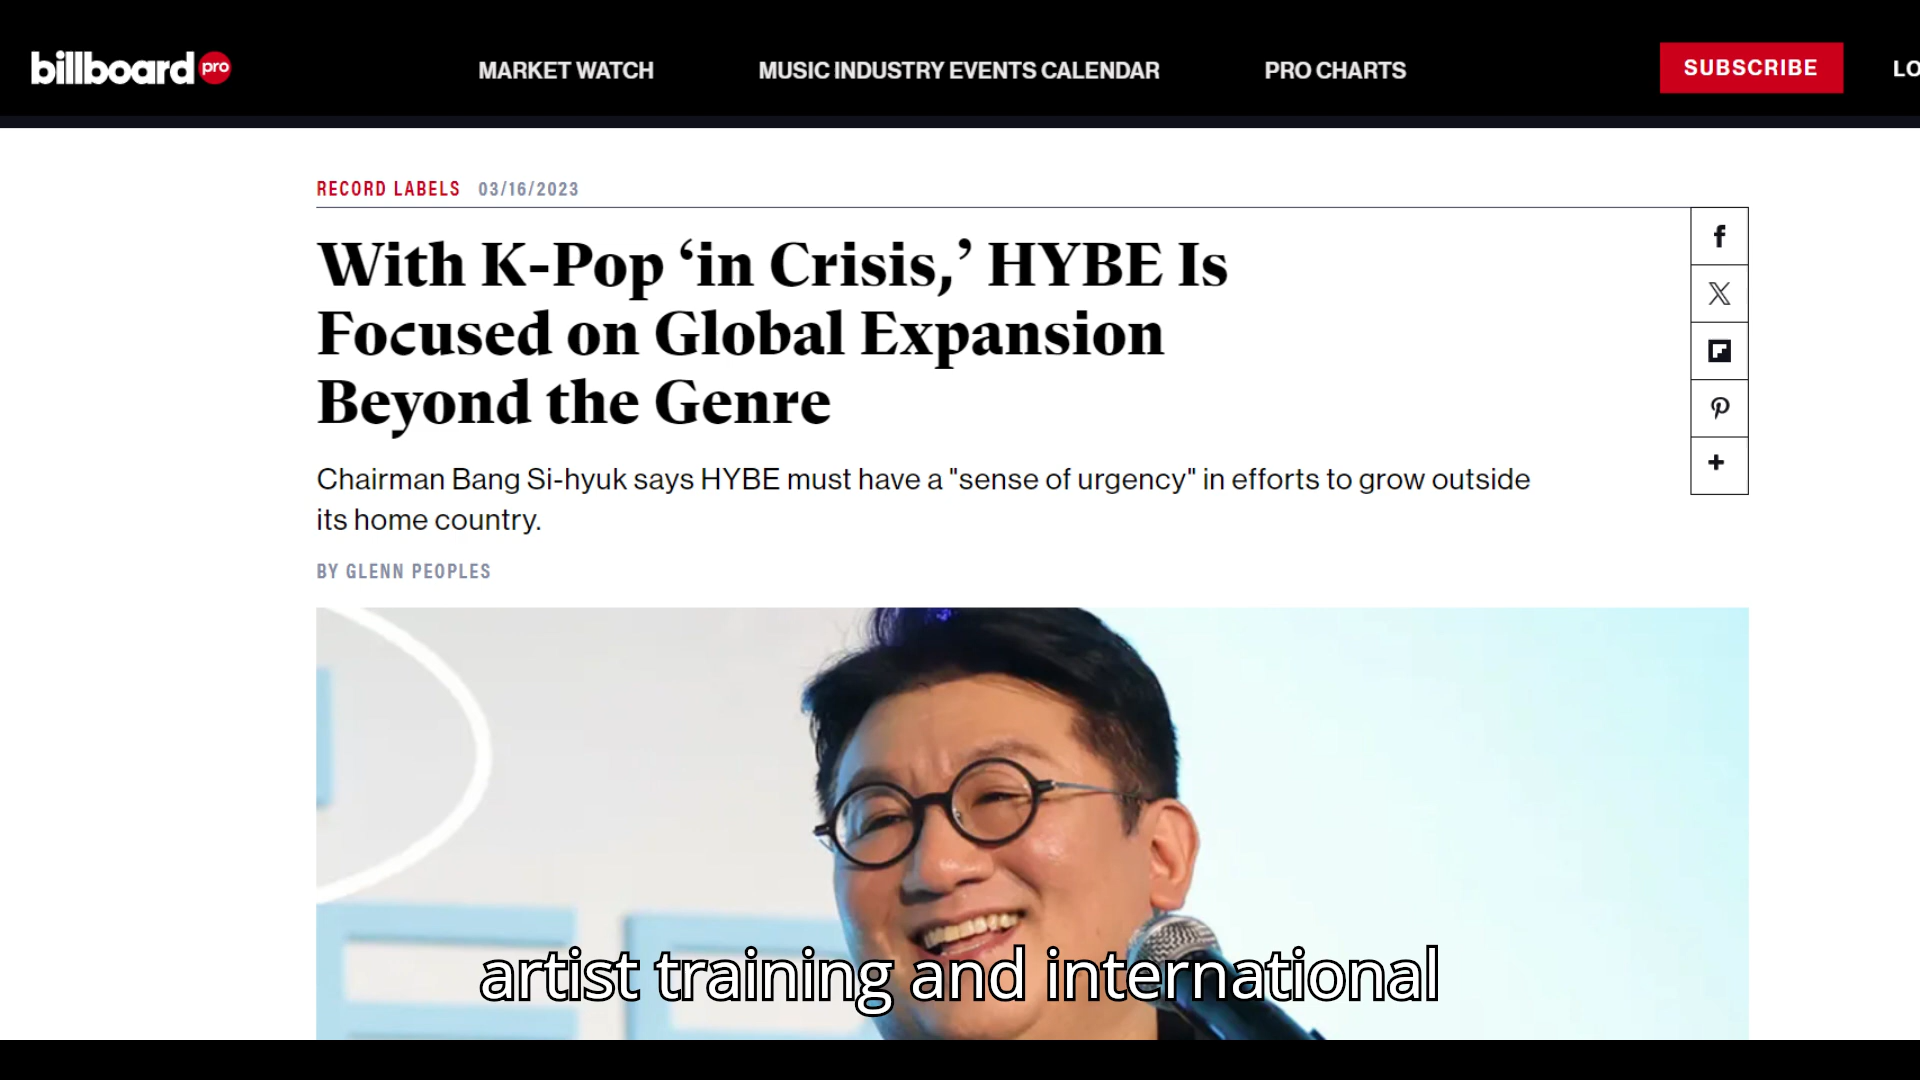 billboard pro
MARKET WATCH
MUSIC INDUSTRY EVENTS CALENDAR
PRO CHARTS
SUBSCRIBE
LO
RECORD LABELS 03/16/2023
With K-Pop ‘in Crisis,’ HYBE Is
Focused on Global Expansion
Beyond the Genre
Chairman Bang Si-hyuk says HYBE must have a "sense of urgency" in efforts to grow outside
its home country.
BY GLENN PEOPLES
artist training and international